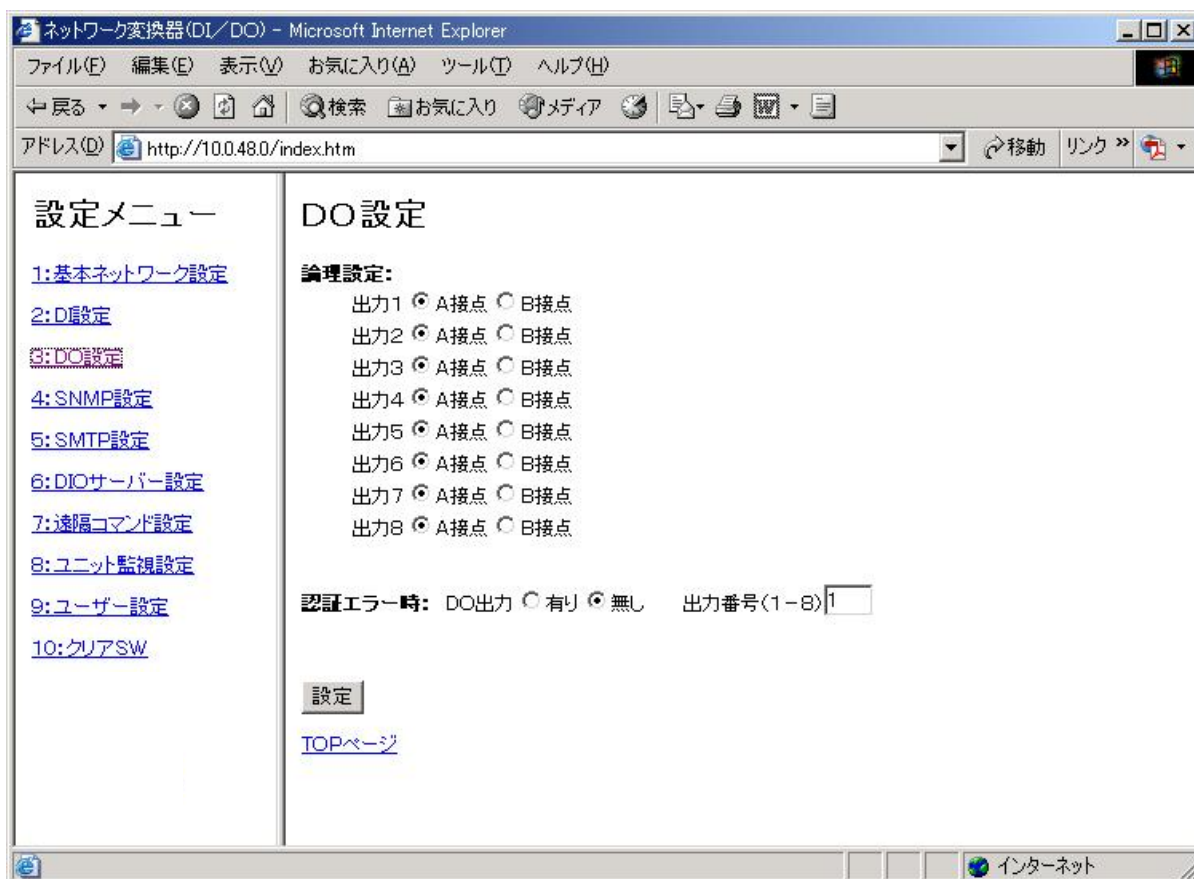 ネットワーク変換器(DI/DO) - Microsoft Internet Explorer
ファイル(F) 編集(E) 表示(V) お気に入り(A) ツール(T) ヘルプ(H)
戻る 検索 お気に入り メディア
アドレス(D) http://10.0.48.0/index.htm 移動 リンク »
設定メニュー
1:基本ネットワーク設定
2:DI設定
3:DO設定
4:SNMP設定
5:SMTP設定
6:DIOサーバー設定
7:遠隔コマンド設定
8:ユニット監視設定
9:ユーザー設定
10:クリアSW
DO設定
論理設定:
出力1 A接点 B接点
出力2 A接点 B接点
出力3 A接点 B接点
出力4 A接点 B接点
出力5 A接点 B接点
出力6 A接点 B接点
出力7 A接点 B接点
出力8 A接点 B接点
認証エラー時: DO出力 有り 無し 出力番号(1-8) 1
設定
TOPページ
インターネット